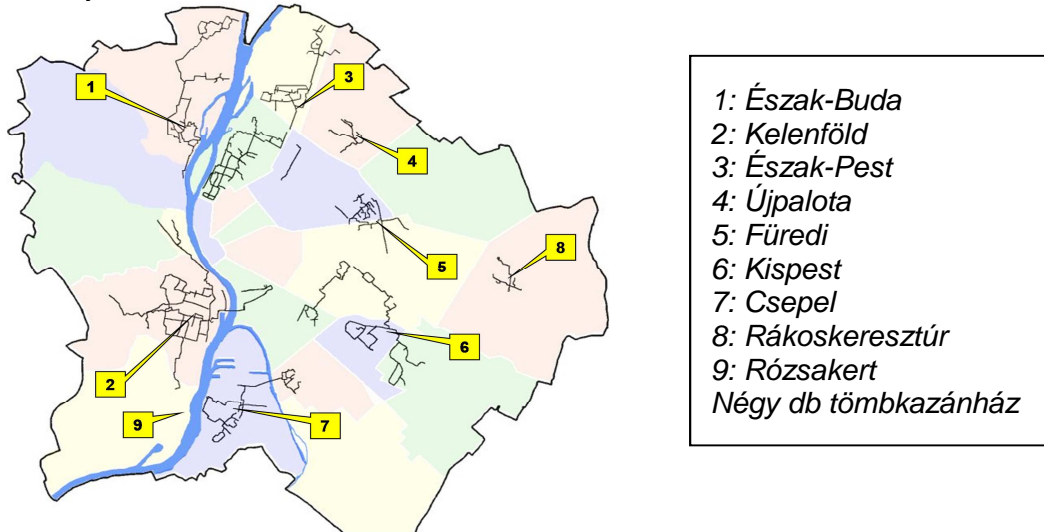 1
3
4
8
5
6
2
9
7
1: Észak-Buda
2: Kelenföld
3: Észak-Pest
4: Újpalota
5: Füredi
6: Kispest
7: Csepel
8: Rákoskeresztúr
9: Rózsakert
Négy db tömbkazánház